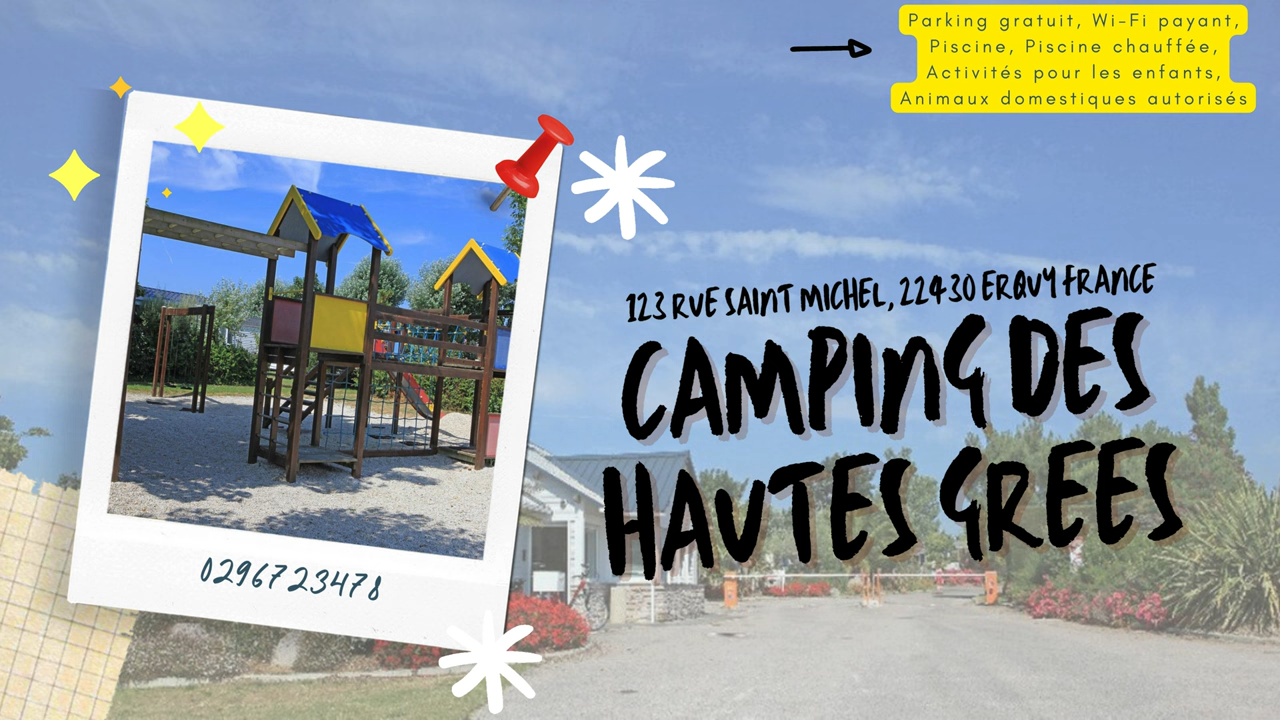 Parking gratuit, Wi-Fi payant,
Piscine, Piscine chauffée,
Activités pour les enfants,
Animaux domestiques autorisés
123 RUE SAINT MICHEL, 22430 ERQUY FRANCE
CAMPING DES
HAUTES GREES
0296723478